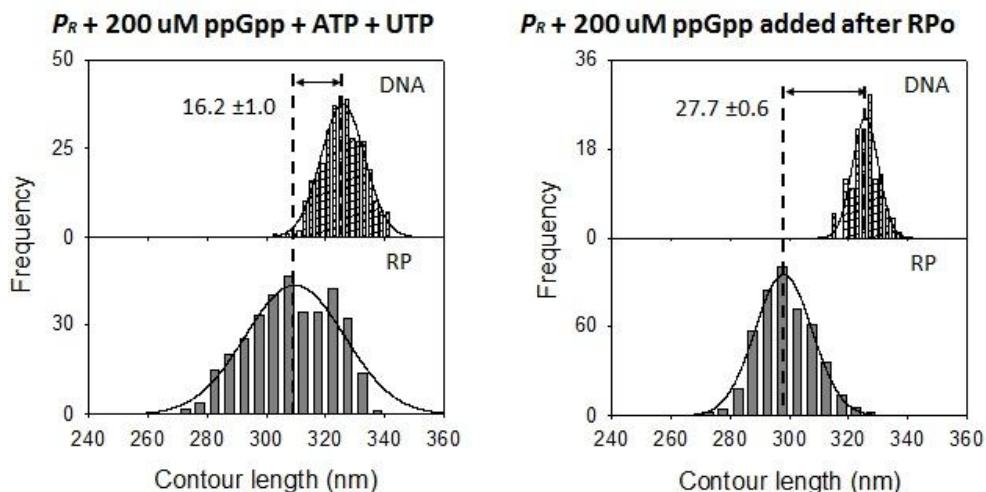 PR + 200 uM ppGpp + ATP + UTP
50
DNA
16.2 ±1.0
25
Frequency
0
RP
30
0
240 260 280 300 320 340 360
Contour length (nm)
PR + 200 uM ppGpp added after RPo
36
DNA
27.7 ±0.6
18
Frequency
0
RP
60
0
240 260 280 300 320 340 360
Contour length (nm)